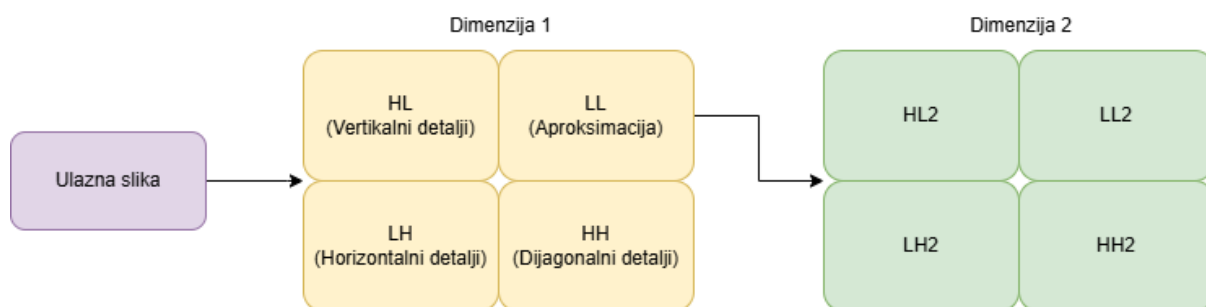 Dimenzija 1
Dimenzija 2
Ulazna slika
HL
(Vertikalni detalji)
LL
(Aproksimacija)
LH
(Horizontalni detalji)
HH
(Dijagonalni detalji)
HL2
LL2
LH2
HH2